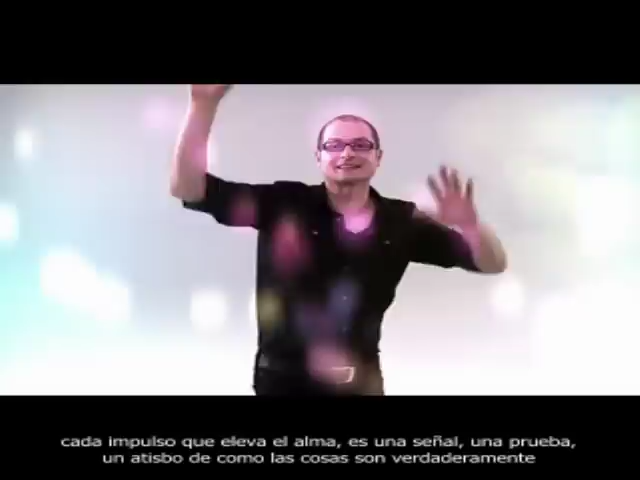 cada impulso que eleva el alma, es una señal, una prueba,
un atisbo de como las cosas son verdaderamente